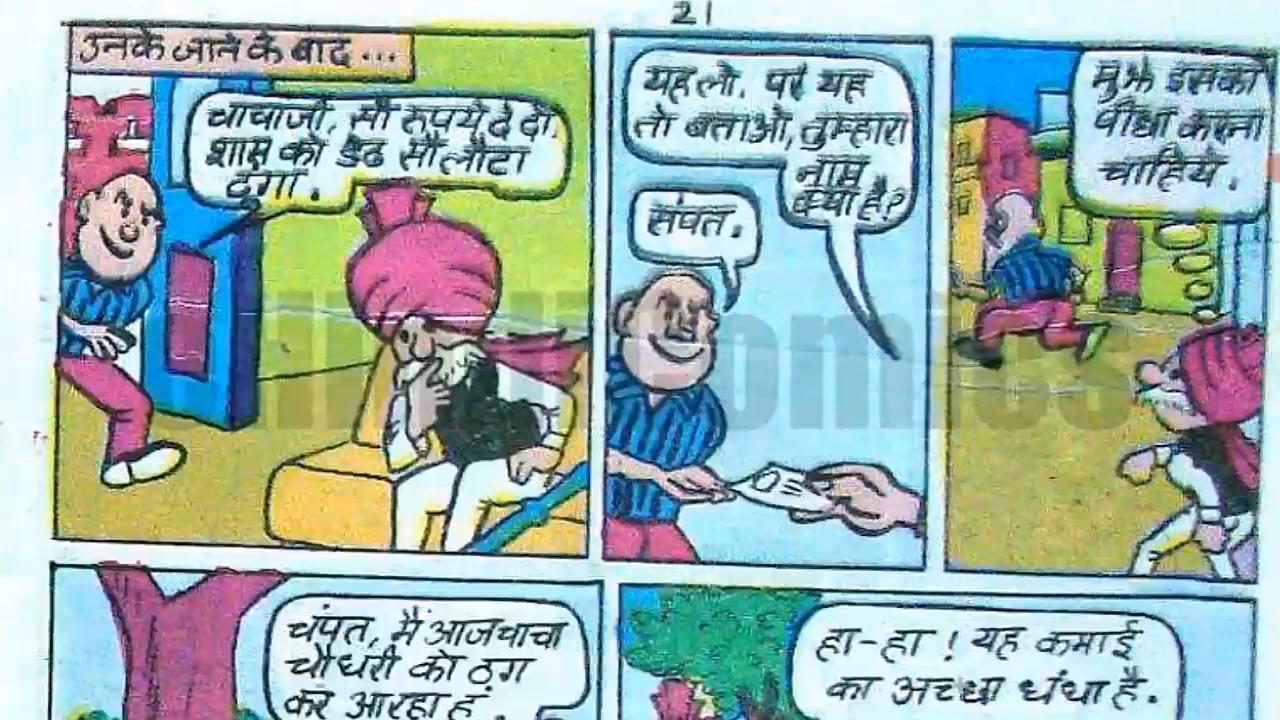 21
उनके जाने के बाद...
चाचाजी, सौ रुपये दे दो.
शाम को डेढ सौ लौटा
दूंगा.
यह लो. पर यह
तो बताओ, तुम्हारा
नाम
क्या है?
संपत.
मुझे इसका
पीछा करना
चाहिये.
चंपत, मैं आज चाचा
चौधरी को ठग
कर आ रहा हूं.
हा-हा! यह कमाई
का अच्छा धंधा है.